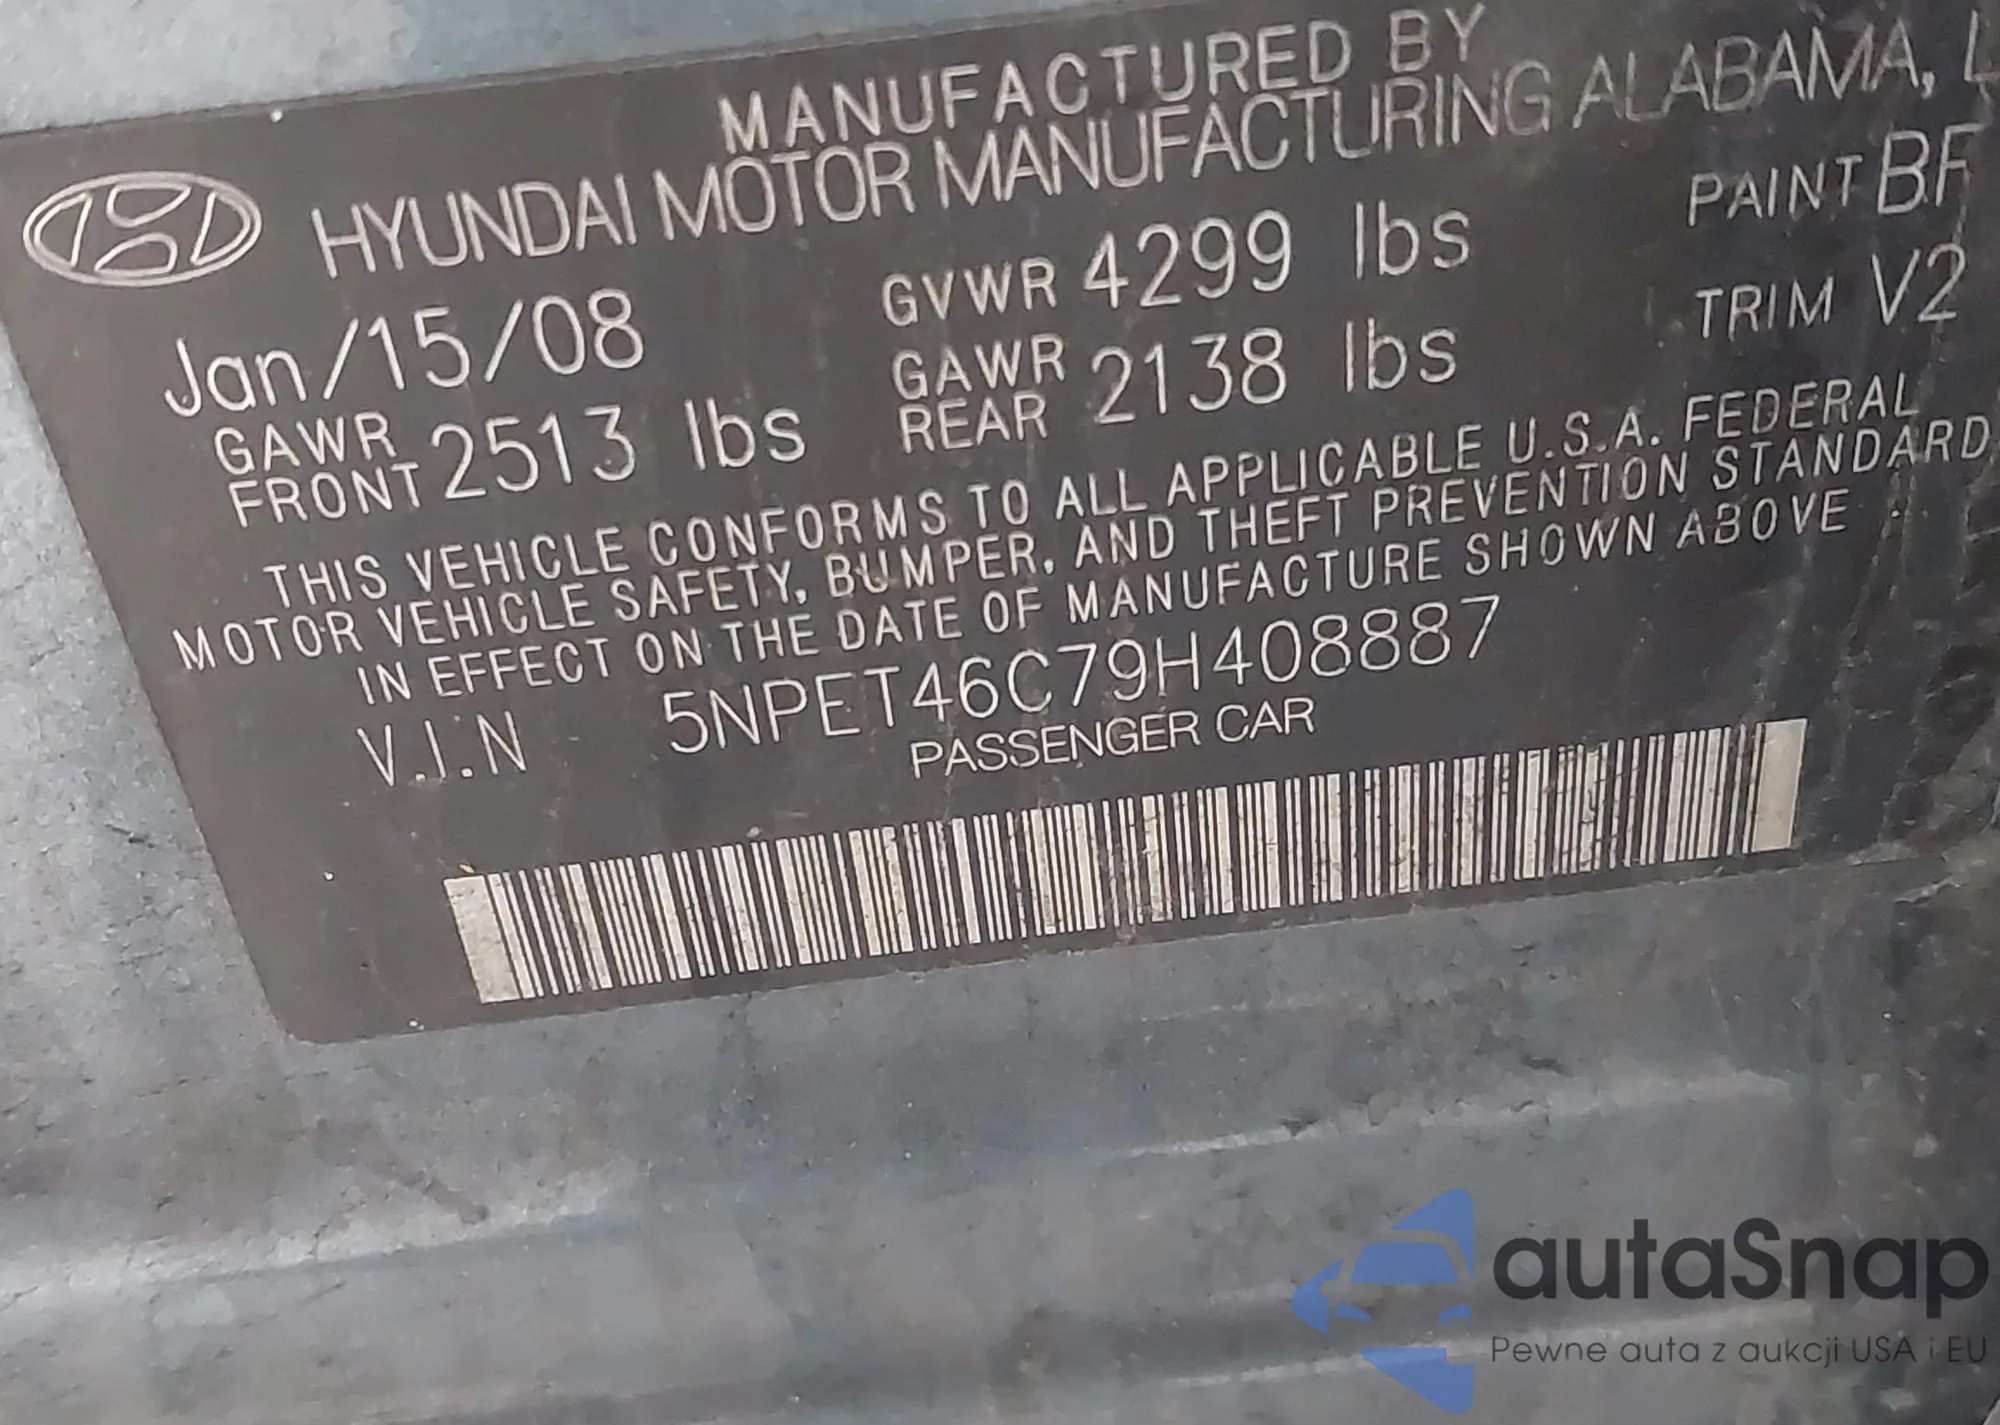 MANUFACTURED BY
HYUNDAI MOTOR MANUFACTURING ALABAMA, L
Jan/15/08 GVWR 4299 lbs PAINT BF
GAWR FRONT 2513 lbs GAWR REAR 2138 lbs TRIM V2
THIS VEHICLE CONFORMS TO ALL APPLICABLE U.S.A. FEDERAL
MOTOR VEHICLE SAFETY, BUMPER, AND THEFT PREVENTION STANDARD
IN EFFECT ON THE DATE OF MANUFACTURE SHOWN ABOVE
V.I.N 5NPET46C79H408887
PASSENGER CAR
autaSnap
Pewne auta z aukcji USA i EU